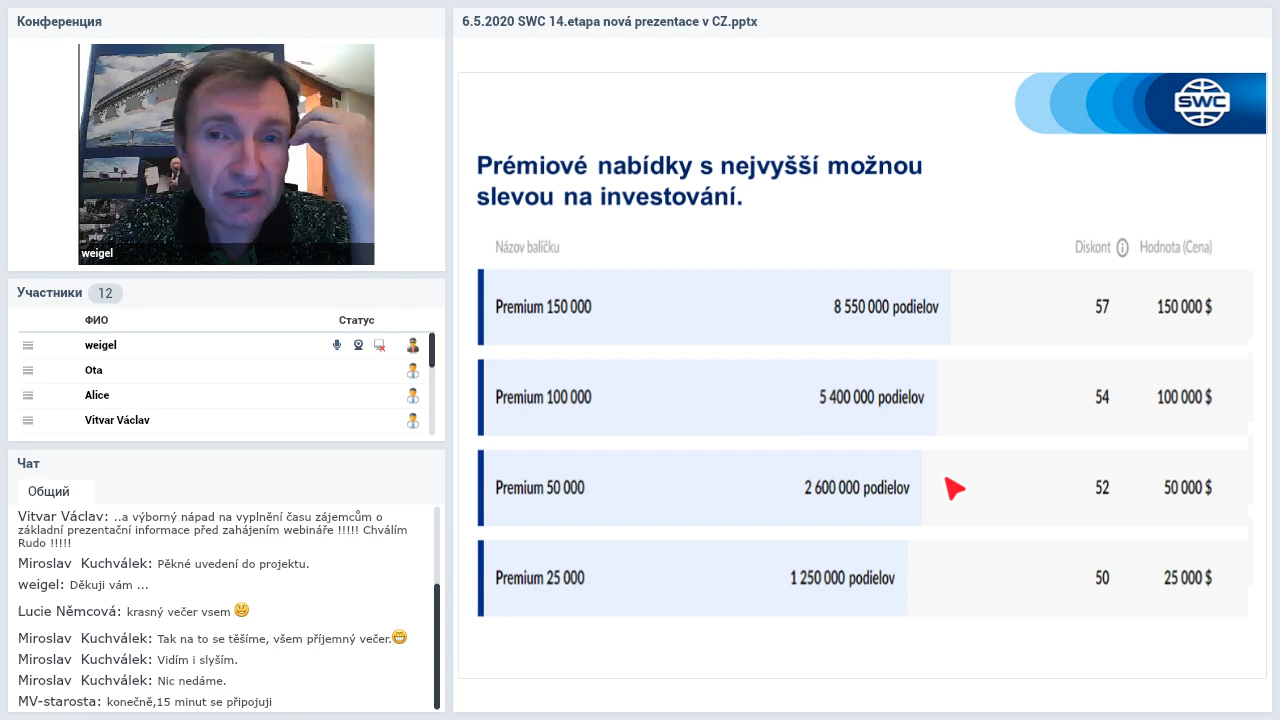 Конференция
weigel
Участники 12
ФИО Статус
weigel
Ota
Alice
Vitvar Václav
Чат
Общий
Vitvar Václav: ..a výborný nápad na vyplnění času zájemcům o
základní prezentační informace před zahájením webináře !!!!! Chválím
Rudo !!!!!
Miroslav Kuchválek: Pěkné uvedení do projektu.
weigel: Děkuji vám ...
Lucie Němcová: krasný večer vsem
Miroslav Kuchválek: Tak na to se těšíme, všem příjemný večer.
Miroslav Kuchválek: Vidím i slyším.
Miroslav Kuchválek: Nic nedáme.
MV-starosta: konečně,15 minut se připojuji
6.5.2020 SWC 14.etapa nová prezentace v CZ.pptx
SWC
Prémiové nabídky s nejvyšší možnou
slevou na investování.
Názov balíčku Diskont i Hodnota (Cena)
Premium 150 000 8 550 000 podielov 57 150 000 $
Premium 100 000 5 400 000 podielov 54 100 000 $
Premium 50 000 2 600 000 podielov 52 50 000 $
Premium 25 000 1 250 000 podielov 50 25 000 $